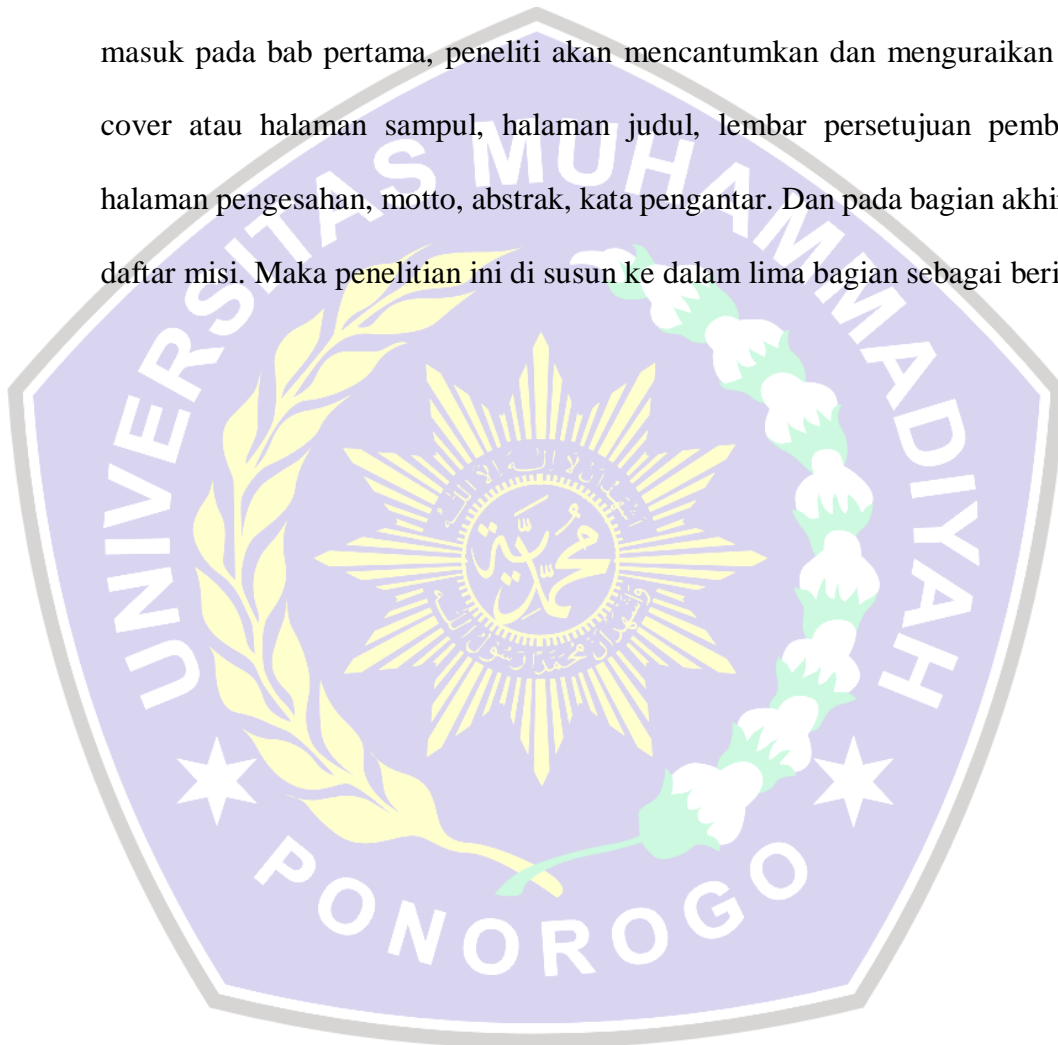 masuk pada bab pertama, peneliti akan mencantumkan dan menguraikan
cover atau halaman sampul, halaman judul, lembar persetujuan pemb
halaman pengesahan, motto, abstrak, kata pengantar. Dan pada bagian akhi
daftar misi. Maka penelitian ini di susun ke dalam lima bagian sebagai beri
UNIVERSITAS MUHAMMADIYAH
محمدية
PONOROGO